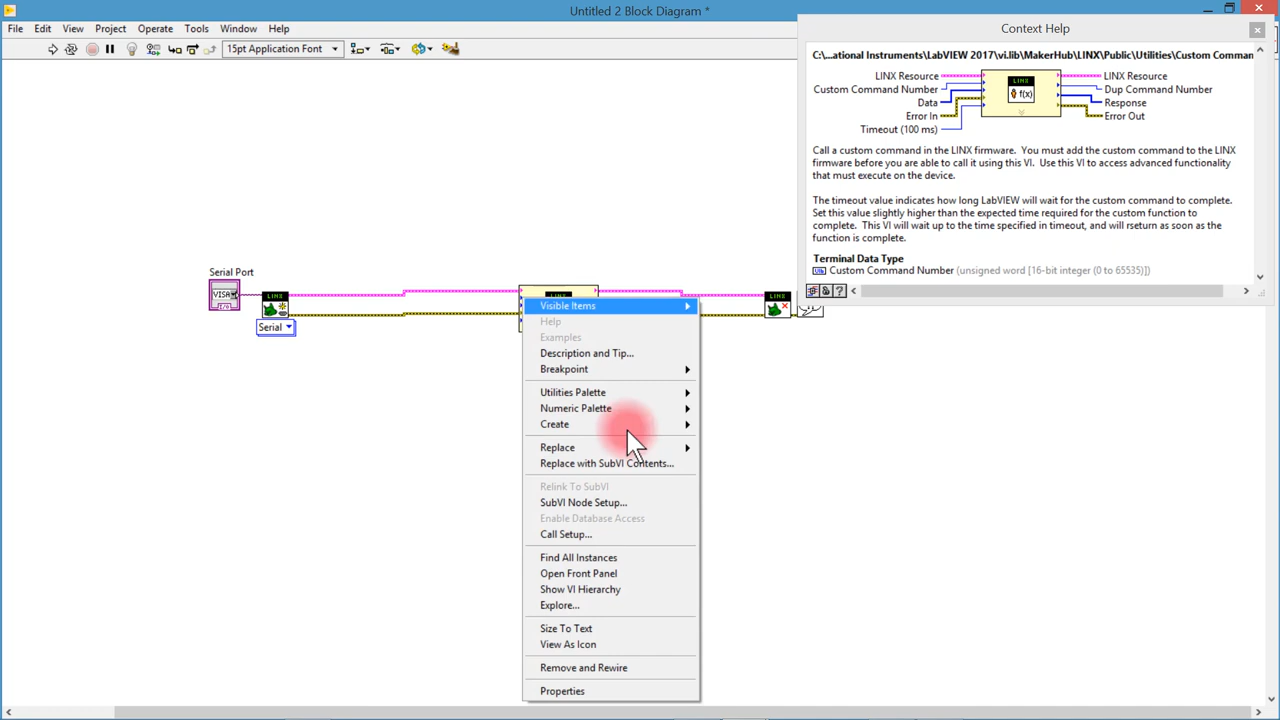 Untitled 2 Block Diagram *
File Edit View Project Operate Tools Window Help
15pt Application Font
Context Help
C:\...ational Instruments\LabVIEW 2017\vi.lib\MakerHub\LINX\Public\Utilities\Custom Comman
LINX Resource
Custom Command Number
Data
Error In
Timeout (100 ms)
LINX
f(x)
LINX Resource
Dup Command Number
Response
Error Out
Call a custom command in the LINX firmware. You must add the custom command to the LINX
firmware before you are able to call it using this VI. Use this VI to access advanced functionality
that must execute on the device.
The timeout value indicates how long LabVIEW will wait for the custom command to complete.
Set this value slightly higher than the expected time required for the custom function to
complete. This VI will wait up to the time specified in timeout, and will rseturn as soon as the
function is complete.
Terminal Data Type
U16 Custom Command Number (unsigned word [16-bit integer (0 to 65535)])
Serial Port
VISA
I/O
LINX
Serial
LINX
LINX
Visible Items
Help
Examples
Description and Tip...
Breakpoint
Utilities Palette
Numeric Palette
Create
Replace
Replace with SubVI Contents...
Relink To SubVI
SubVI Node Setup...
Enable Database Access
Call Setup...
Find All Instances
Open Front Panel
Show VI Hierarchy
Explore...
Size To Text
View As Icon
Remove and Rewire
Properties